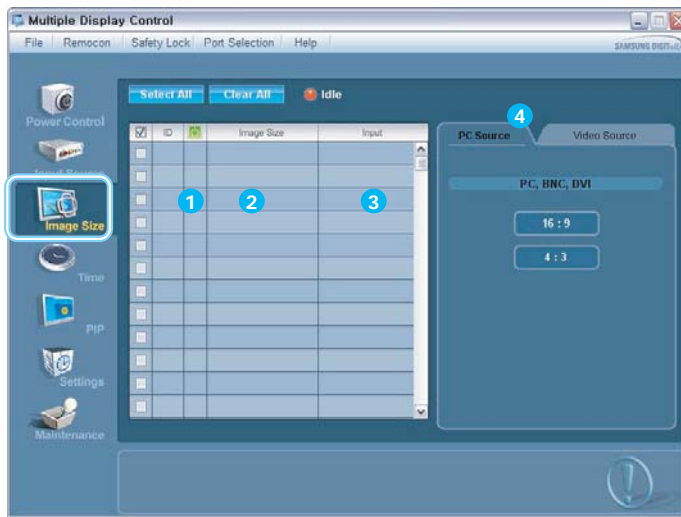 Multiple Display Control
File Remocon Safety Lock Port Selection Help
SAMSUNG DIGITall
Select All Clear All Idle
Power Control
Input Source
Image Size
Time
PIP
Settings
Maintenance
ID Image Size Input
1 2 3
4
PC Source Video Source
PC, BNC, DVI
16 : 9
4 : 3